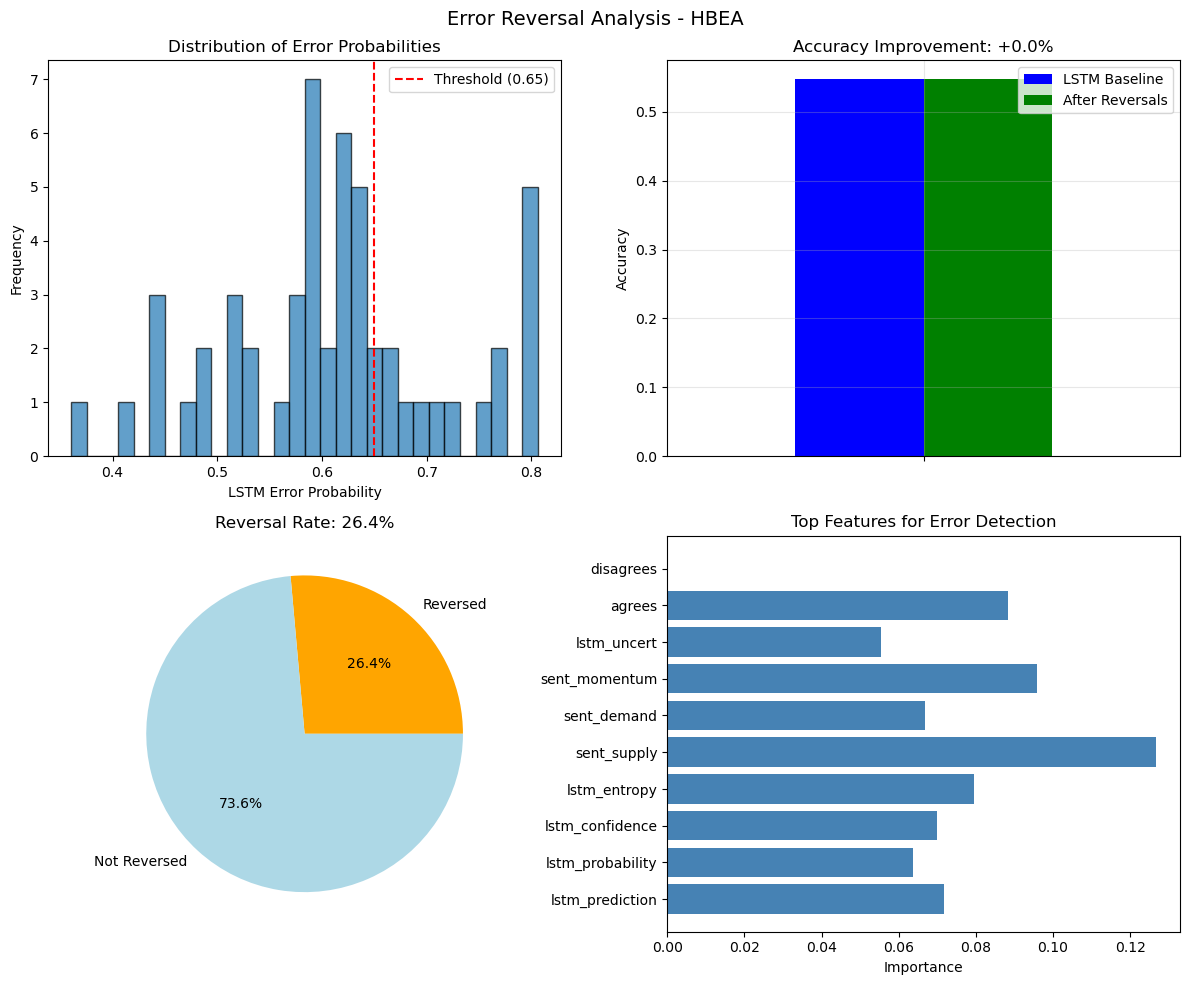 Error Reversal Analysis - HBEA
Distribution of Error Probabilities
7
6
5
4
3
2
1
0
Frequency
0.4 0.5 0.6 0.7 0.8
LSTM Error Probability
Threshold (0.65)
Accuracy Improvement: +0.0%
0.5
0.4
0.3
0.2
0.1
0.0
Accuracy
LSTM Baseline
After Reversals
Reversal Rate: 26.4%
Reversed
26.4%
73.6%
Not Reversed
Top Features for Error Detection
disagrees
agrees
lstm_uncert
sent_momentum
sent_demand
sent_supply
lstm_entropy
lstm_confidence
lstm_probability
lstm_prediction
0.00 0.02 0.04 0.06 0.08 0.10 0.12
Importance